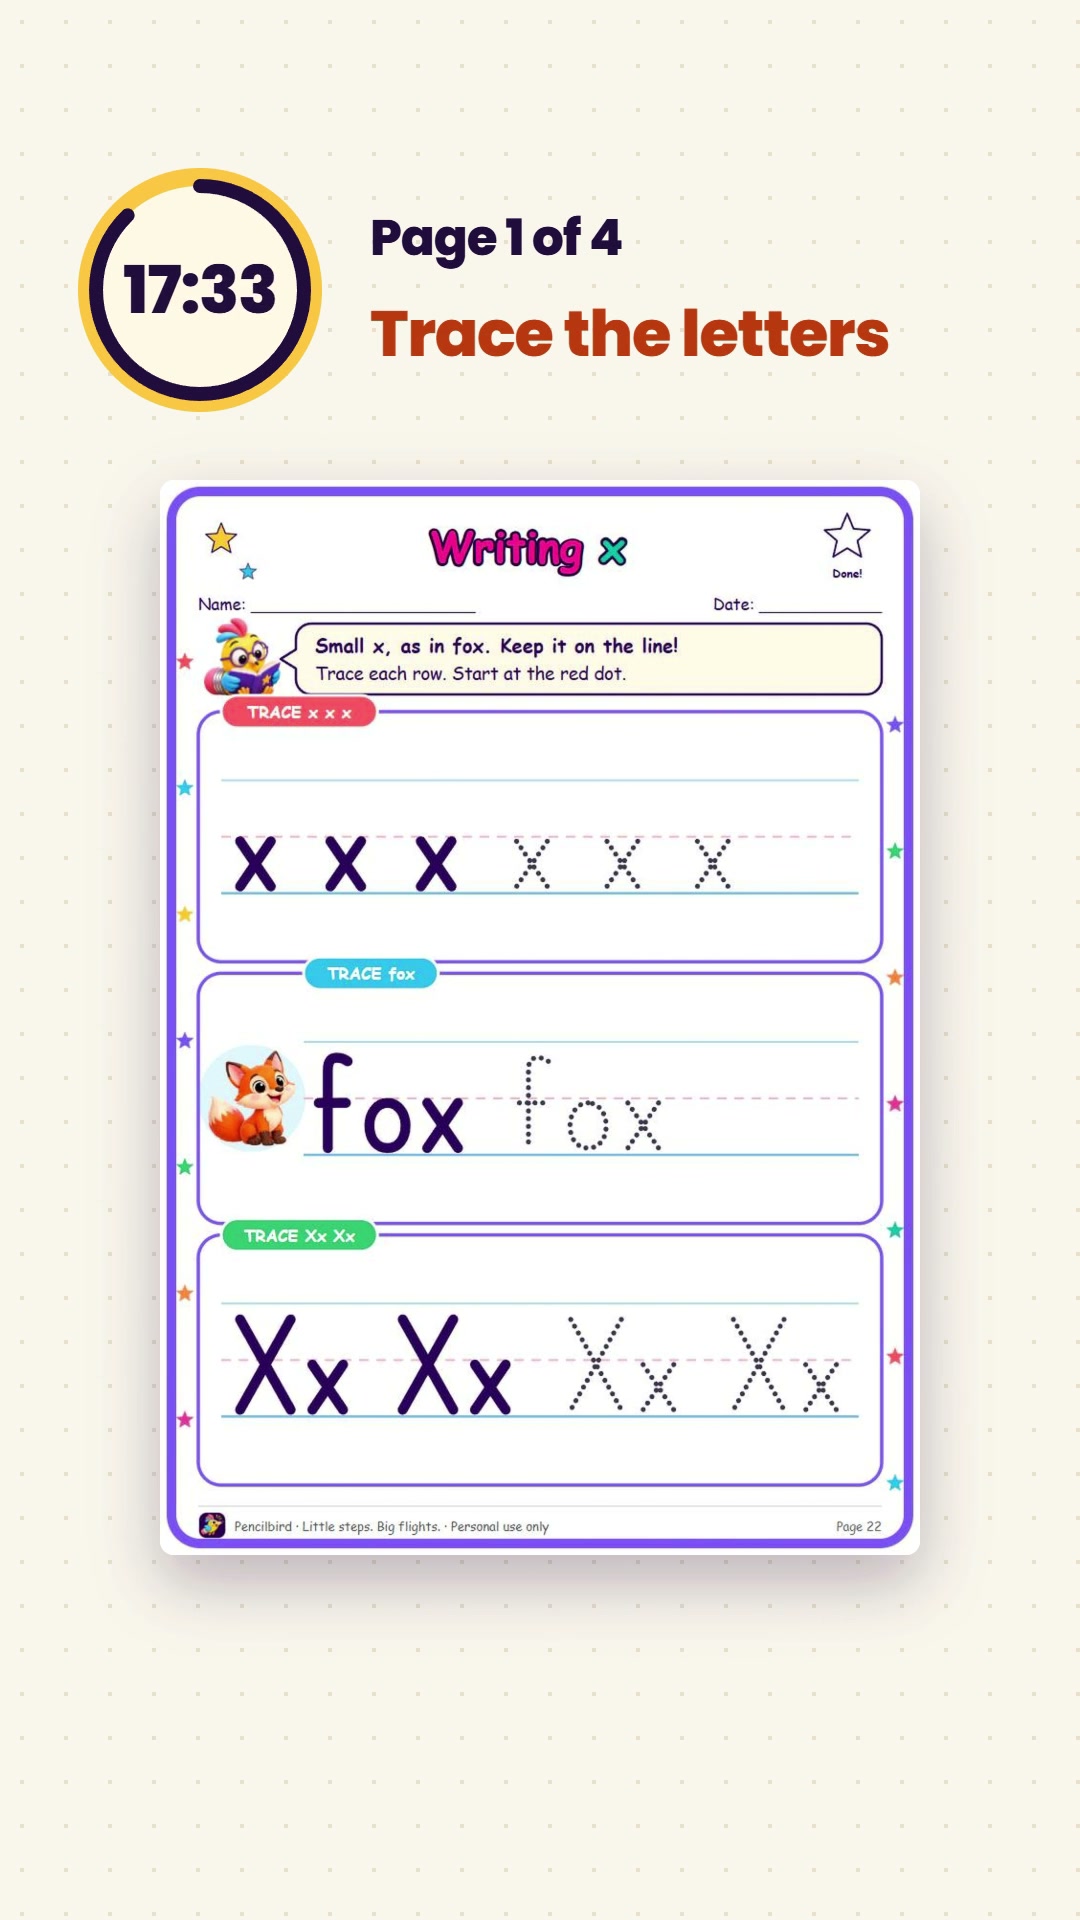 17:33
Page 1 of 4
Trace the letters
Writing x
Done!
Name:
Date:
Small x, as in fox. Keep it on the line!
Trace each row. Start at the red dot.
TRACE x x x
x x x x x x
TRACE fox
fox fox
TRACE Xx Xx
Xx Xx Xx Xx
Pencilbird · Little steps. Big flights. · Personal use only
Page 22